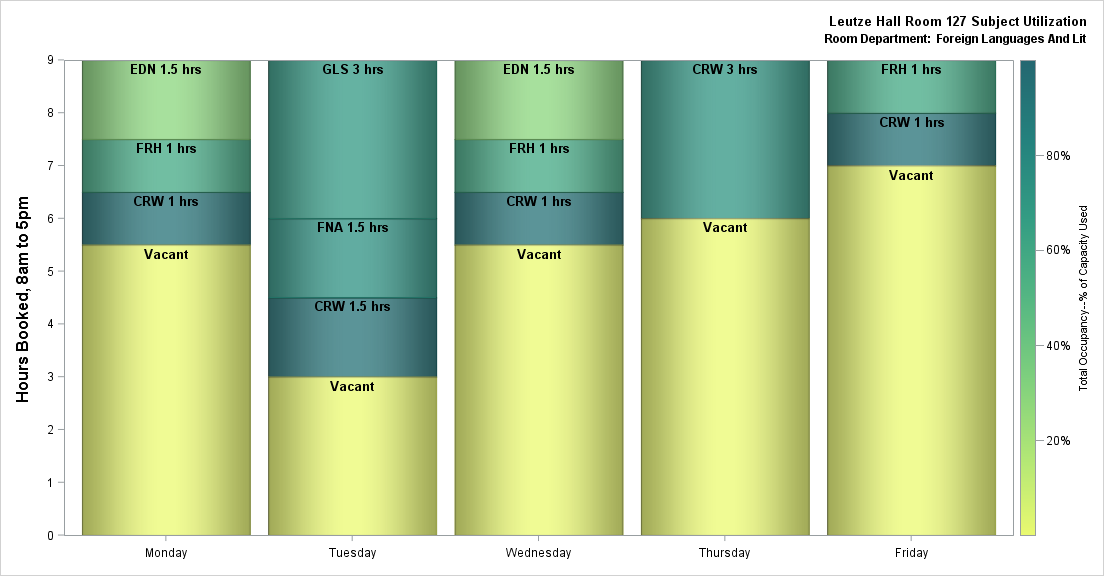 Leutze Hall Room 127 Subject Utilization
Room Department: Foreign Languages And Lit
Hours Booked, 8am to 5pm
9
8
7
6
5
4
3
2
1
0
EDN 1.5 hrs
FRH 1 hrs
CRW 1 hrs
Vacant
GLS 3 hrs
FNA 1.5 hrs
CRW 1.5 hrs
Vacant
EDN 1.5 hrs
FRH 1 hrs
CRW 1 hrs
Vacant
CRW 3 hrs
Vacant
FRH 1 hrs
CRW 1 hrs
Vacant
Monday
Tuesday
Wednesday
Thursday
Friday
80%
60%
40%
20%
Total Occupancy--% of Capacity Used